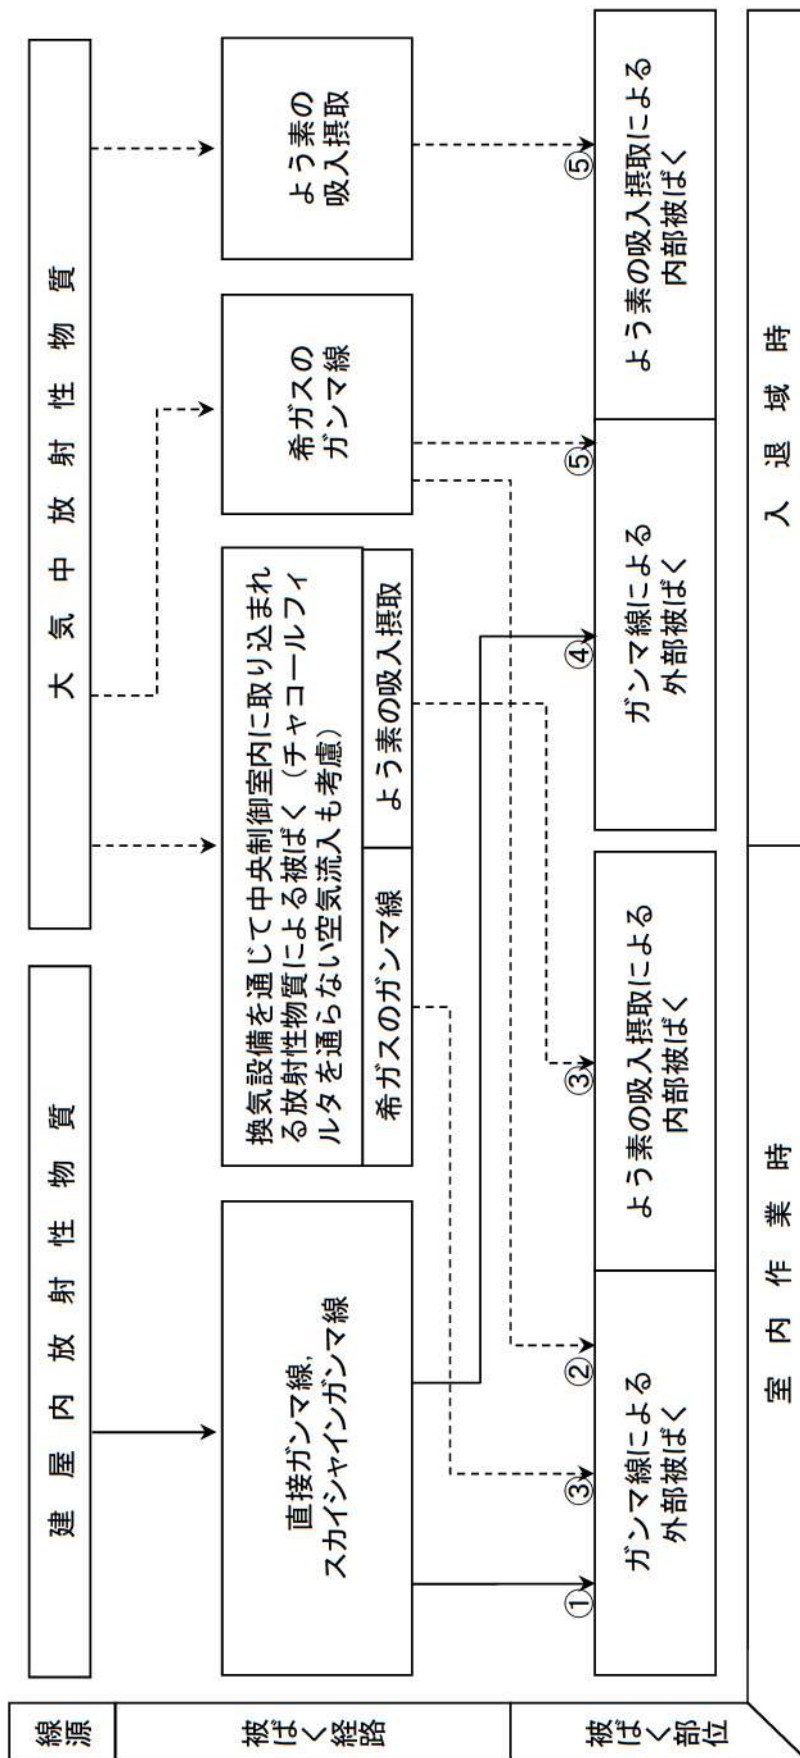 線源
建屋内放射性物質
大気中放射性物質
被ばく経路
直接ガンマ線,
スカイシャインガンマ線
換気設備を通じて中央制御室内に取り込まれ
る放射性物質による被ばく（チャコールフィ
ルタを通らない空気流入も考慮）
希ガスのガンマ線
よう素の吸入摂取
希ガスの
ガンマ線
よう素の
吸入摂取
被ばく部位
①
③
②
③
④
⑤
⑤
ガンマ線による
外部被ばく
よう素の吸入摂取による
内部被ばく
ガンマ線による
外部被ばく
よう素の吸入摂取による
内部被ばく
室内作業時
入退域時